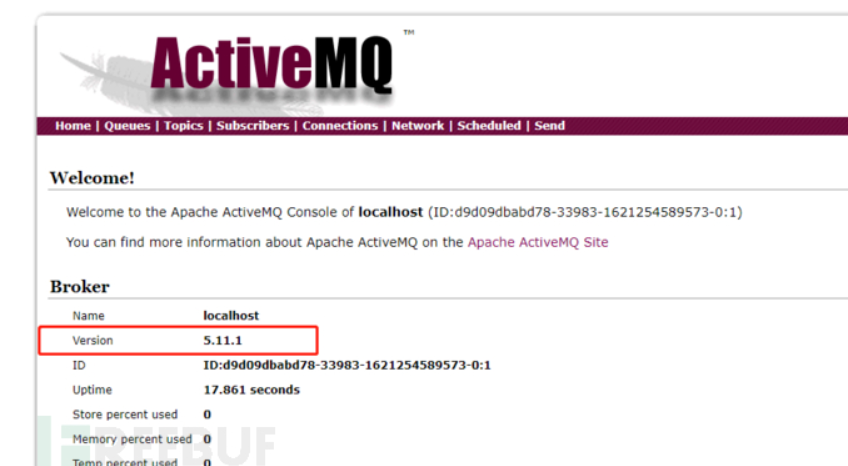 ActiveMQ™
Home | Queues | Topics | Subscribers | Connections | Network | Scheduled | Send
Welcome!
Welcome to the Apache ActiveMQ Console of localhost (ID:d9d09dbabd78-33983-1621254589573-0:1)
You can find more information about Apache ActiveMQ on the Apache ActiveMQ Site
Broker
Name localhost
Version 5.11.1
ID ID:d9d09dbabd78-33983-1621254589573-0:1
Uptime 17.861 seconds
Store percent used 0
Memory percent used 0
Temp percent used 0
FREEBUF